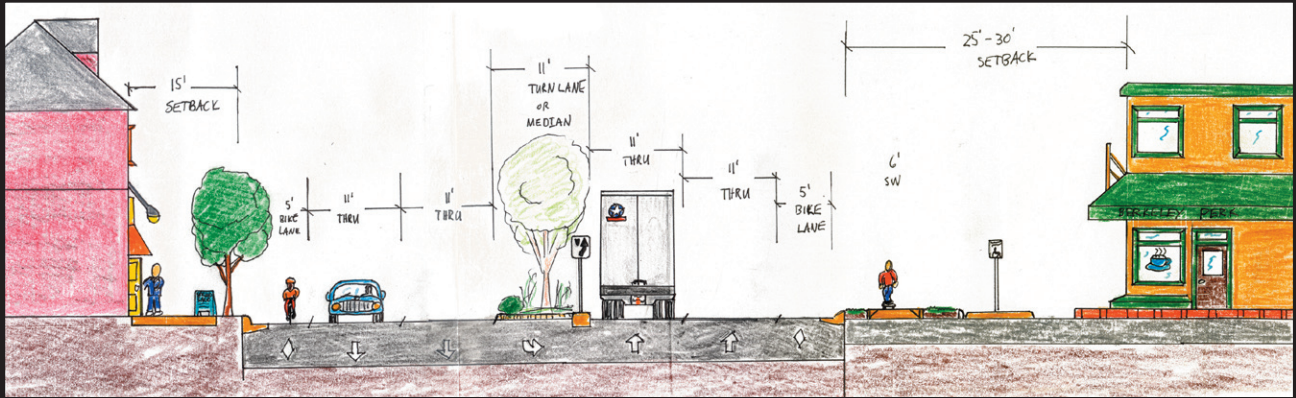 15'
SETBACK
5'
BIKE
LANE
11'
THRU
11'
THRU
11'
TURN LANE
OR
MEDIAN
11'
THRU
11'
THRU
5'
BIKE
LANE
6'
SW
25'-30'
SETBACK
PERK